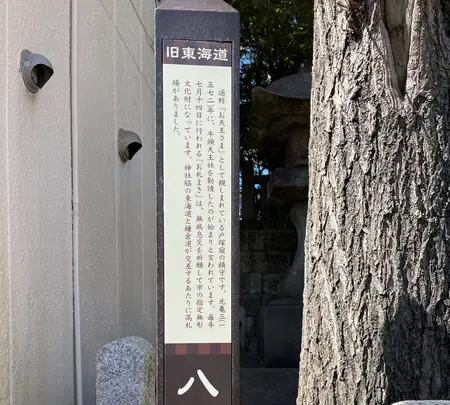 旧東海道
通称「お天王さま」として親しまれている戸塚宿の鎮守です。元亀三(一
五七二)年に、牛頭天王社を勧請したのが始まりと言われています。毎年
七月十四日に行われる「お札まき」は、無病息災を祈願して市の指定無形
文化財になっています。神社脇の東海道と鎌倉道が交差するあたりに高札
場がありました。
八